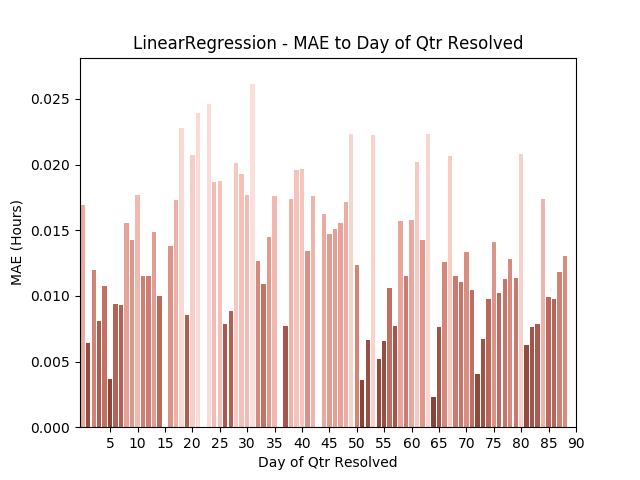 LinearRegression - MAE to Day of Qtr Resolved
MAE (Hours)
0.025
0.020
0.015
0.010
0.005
0.000
5 10 15 20 25 30 35 40 45 50 55 60 65 70 75 80 85 90
Day of Qtr Resolved